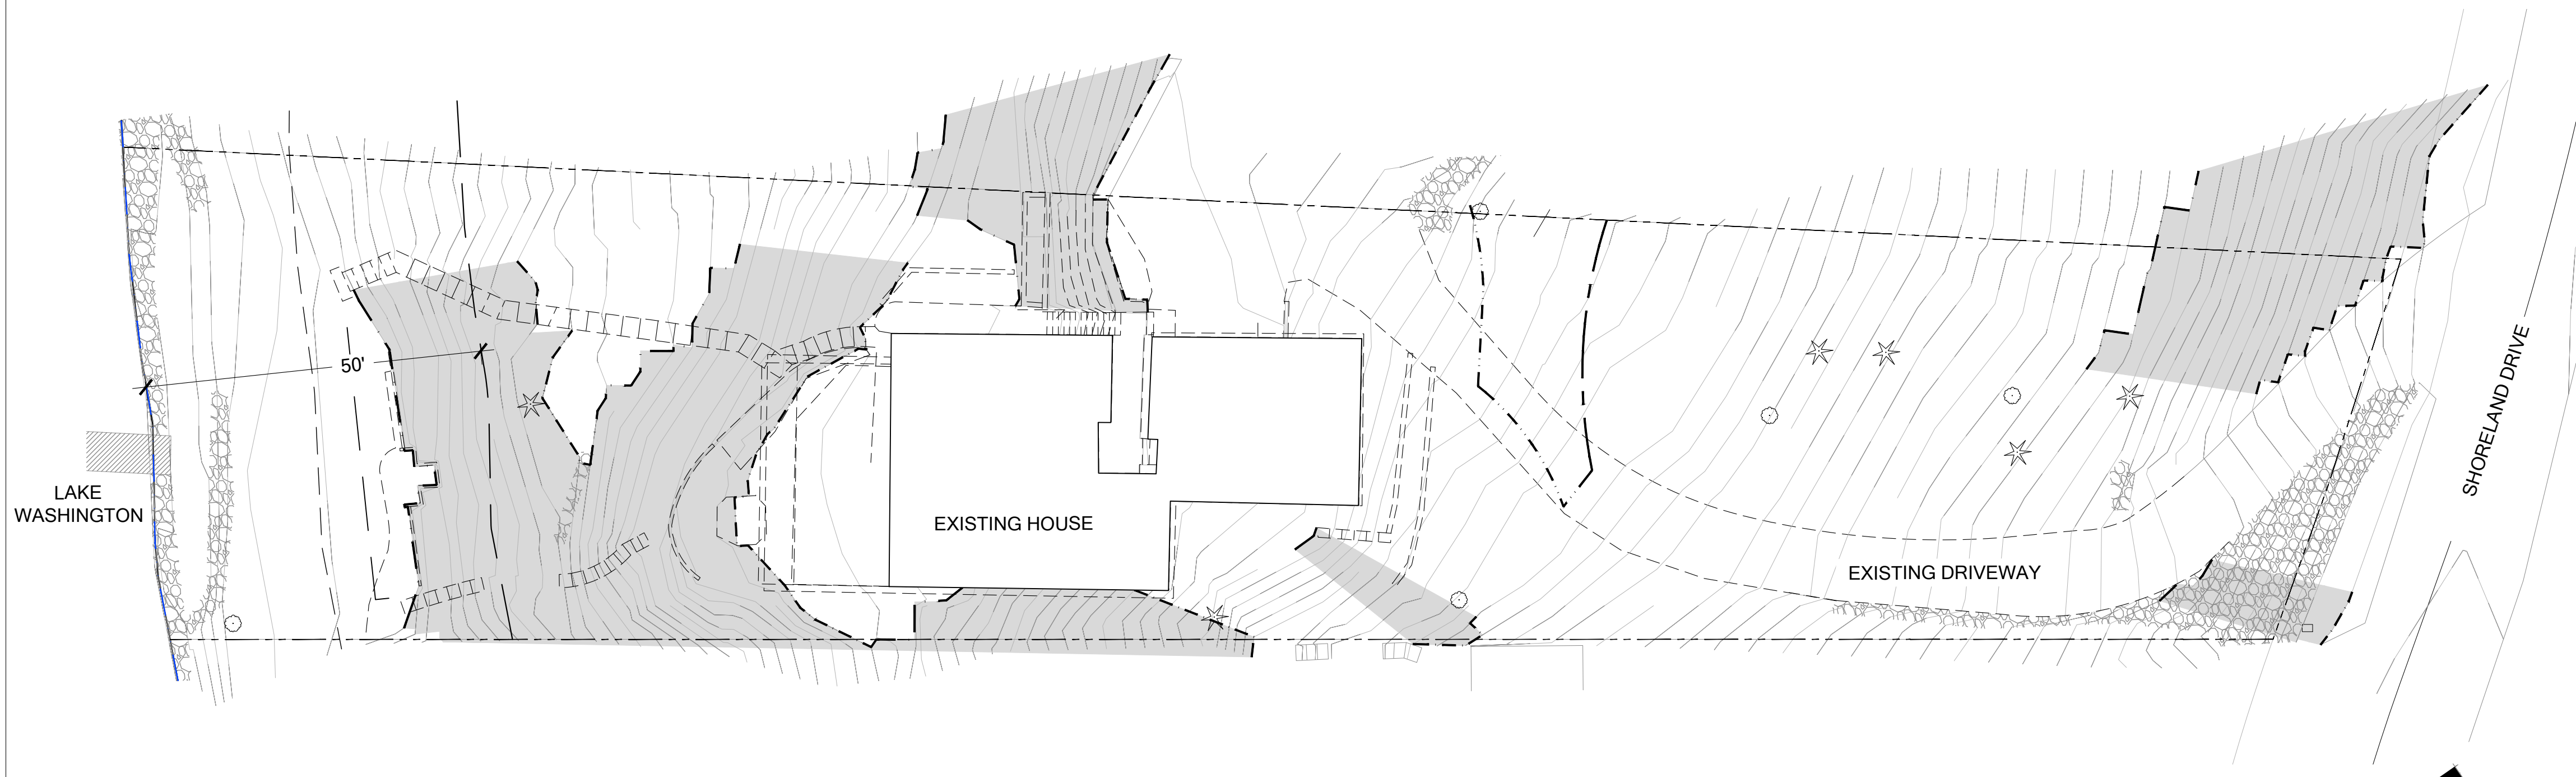 50'
LAKE
WASHINGTON
EXISTING HOUSE
EXISTING DRIVEWAY
SHORELAND DRIVE